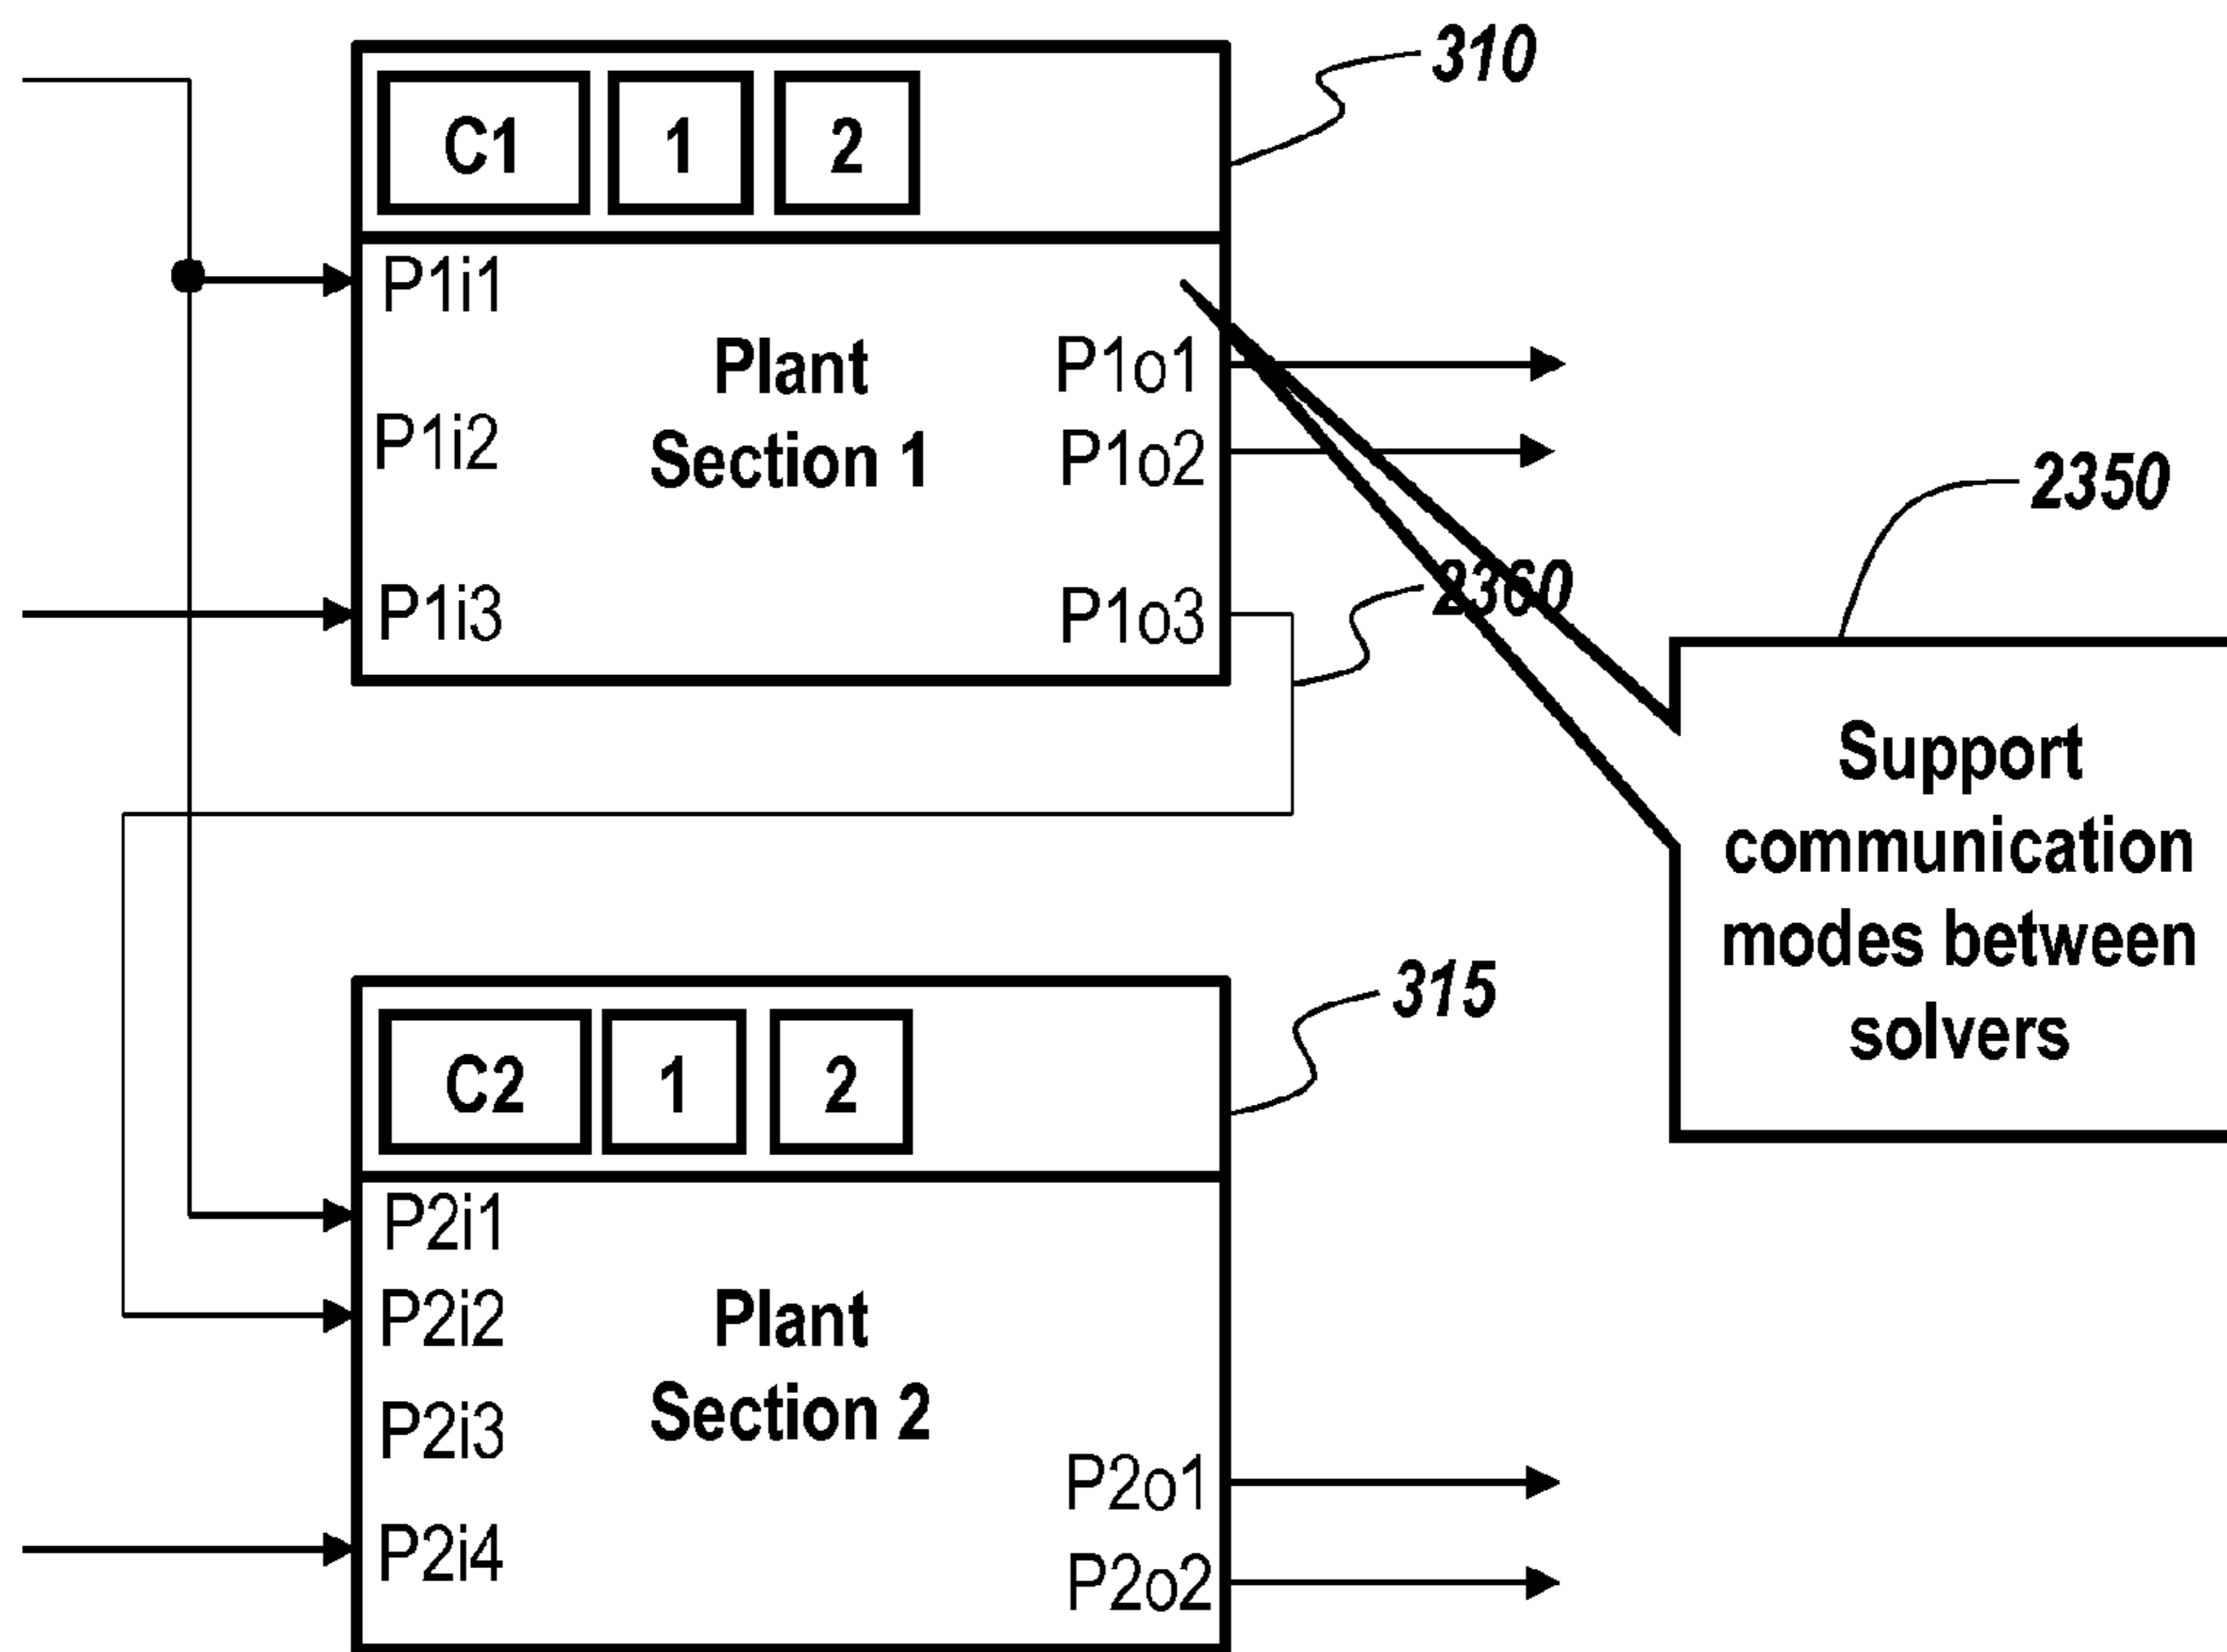 310
C1 1 2
P1i1
Plant
Section 1
P1i2
P1i3
P1o1
P1o2
P1o3
2350
2360
Support
communication
modes between
solvers
315
C2 1 2
P2i1
P2i2
P2i3
P2i4
Plant
Section 2
P2o1
P2o2